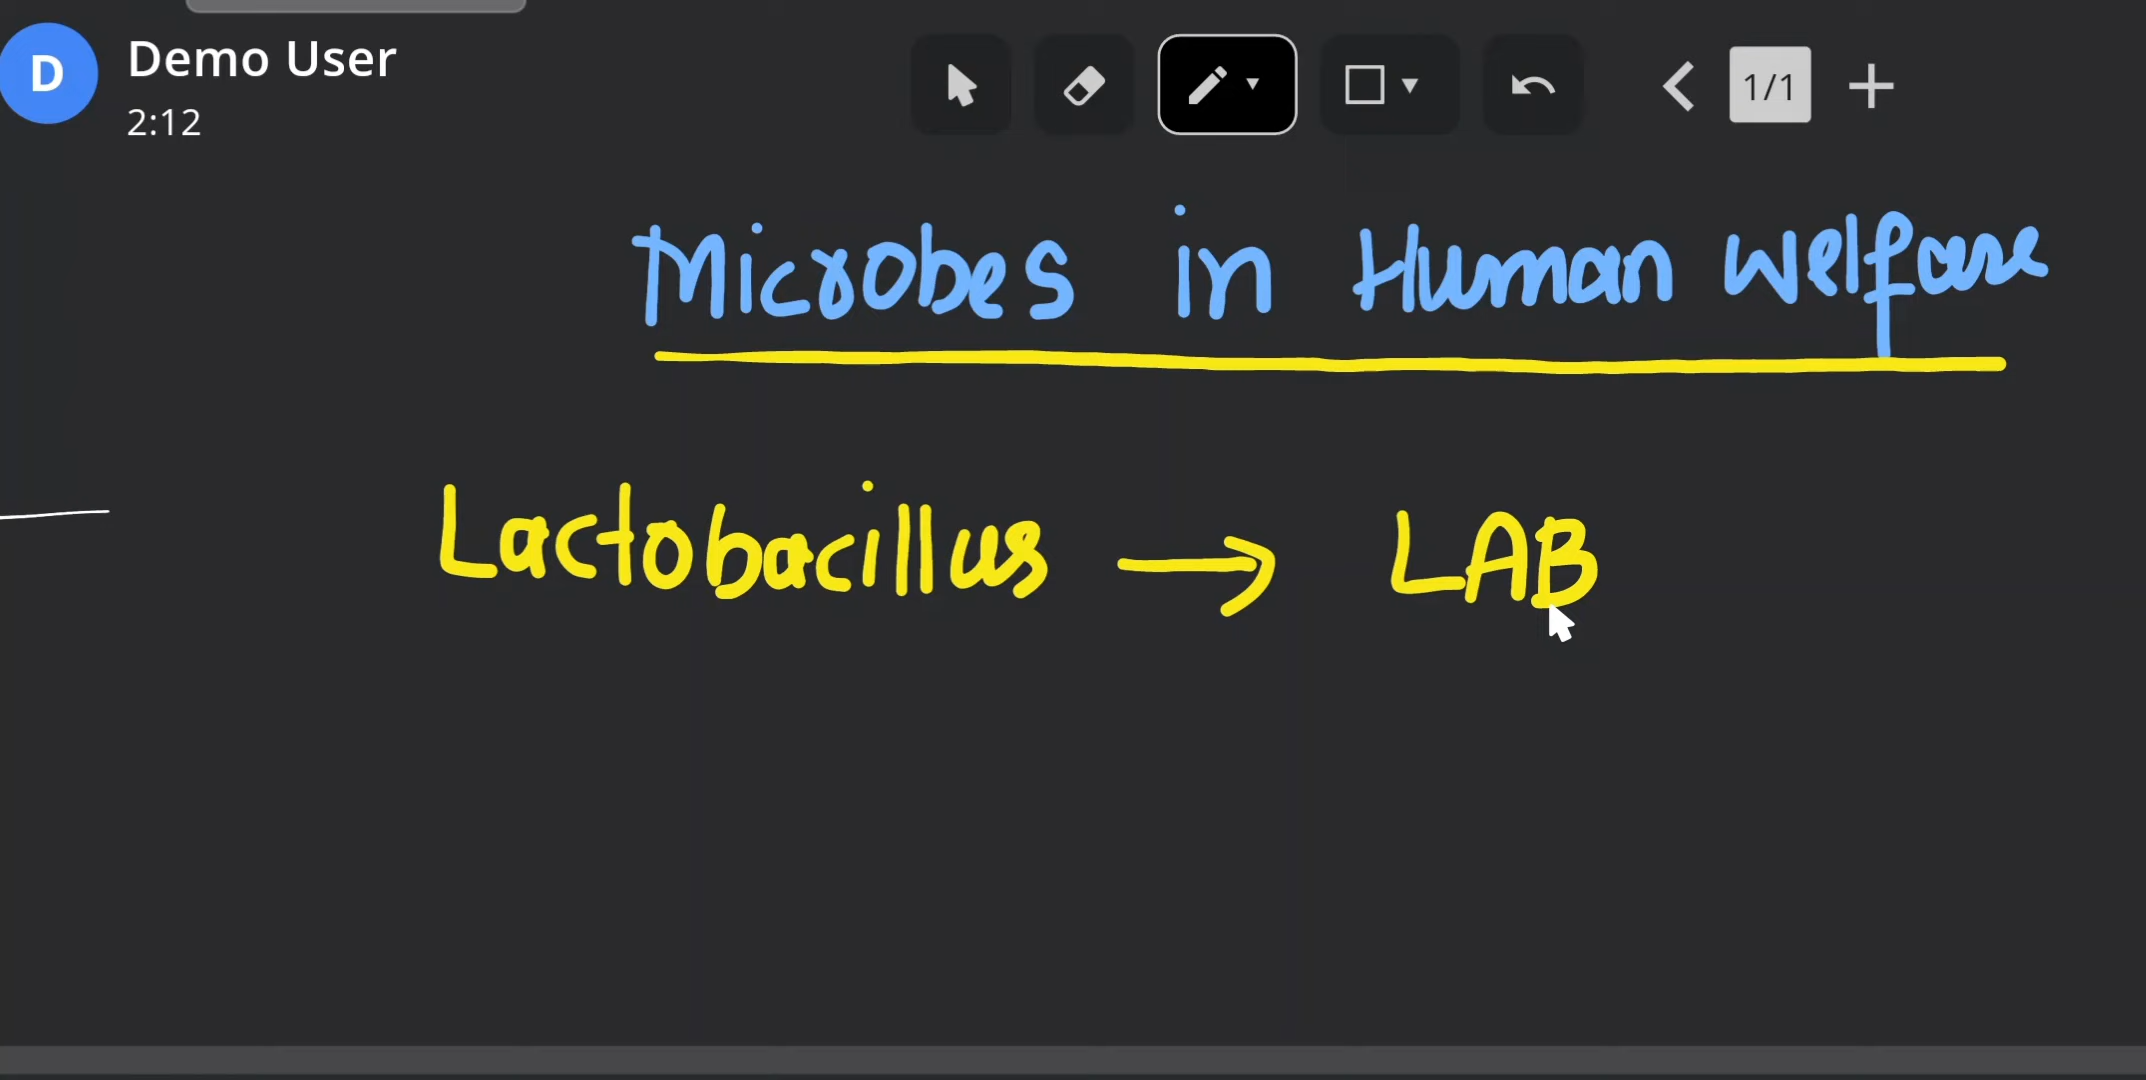 Demo User
2:12
1/1
Microbes in Human Welfare
Lactobacillus → LAB